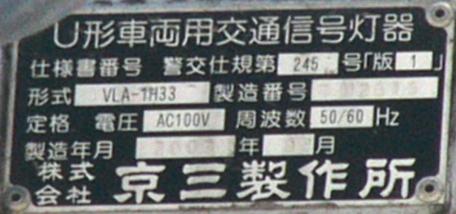 U形車両用交通信号灯器
仕様書番号 警交仕規第 245 号「版 1 」
形式 VLA-1H33 製造番号
定格 電圧 AC100V 周波数 50/60 Hz
製造年月 年 月
株式会社 京三製作所